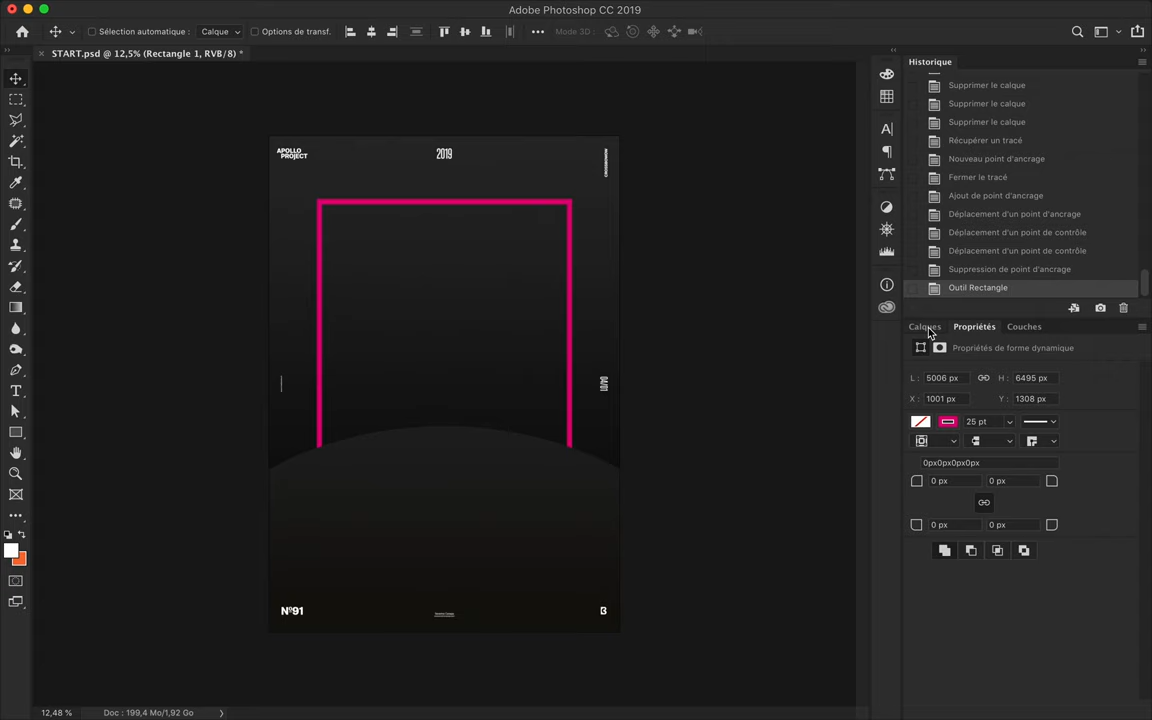 Adobe Photoshop CC 2019
Sélection automatique : Calque Options de transf. Mode 3D :
START.psd @ 12,5% (Rectangle 1, RVB/8) *
Historique
Supprimer le calque
Supprimer le calque
Supprimer le calque
Récupérer un tracé
Nouveau point d'ancrage
Fermer le tracé
Ajout de point d'ancrage
Déplacement d'un point d'ancrage
Déplacement d'un point de contrôle
Déplacement d'un point de contrôle
Suppression de point d'ancrage
Outil Rectangle
Calques Propriétés Couches
Propriétés de forme dynamique
L : 5006 px H : 6495 px
X : 1001 px Y : 1308 px
25 pt
0px0px0px0px
0 px 0 px
0 px 0 px
APOLLO
PROJECT
2019
04/01
Nº91
12,48 % Doc : 199,4 Mo/1,92 Go